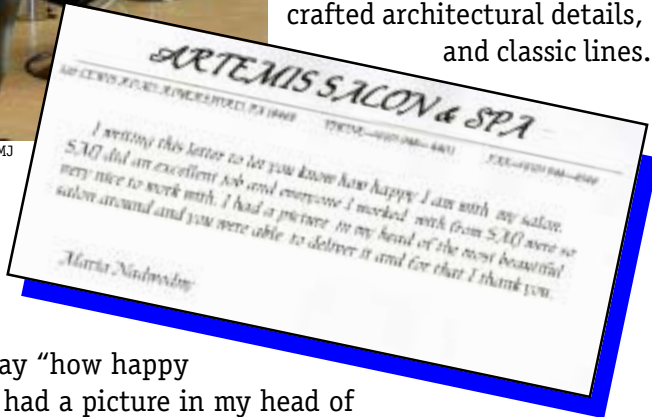 crafted architectural details,
and classic lines.
MJ
ARTEMIS SALON & SPA
I writing this letter to let you know how happy I am with my salon.
SMJ did an excellent job and everyone I worked with from SMJ were so
very nice to work with. I had a picture in my head of the most beautiful
salon around and you were able to deliver it and for that I thank you.
Maria
ay “how happy
had a picture in my head of